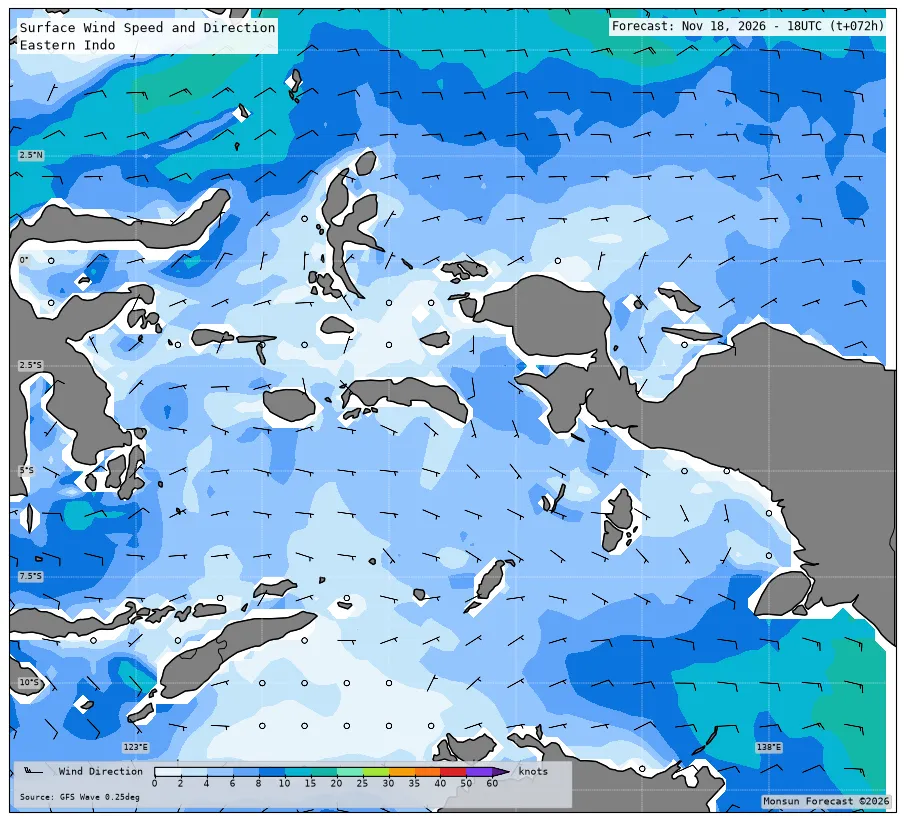 Surface Wind Speed and Direction
Eastern Indo
Forecast: Nov 18, 2026 - 18UTC (t+072h)
2.5°N
0°
2.5°S
5°S
7.5°S
10°S
123°E
138°E
Wind Direction
knots
0 2 4 6 8 10 15 20 25 30 35 40 50 60
Source: GFS Wave 0.25deg
Monsun Forecast ©2026